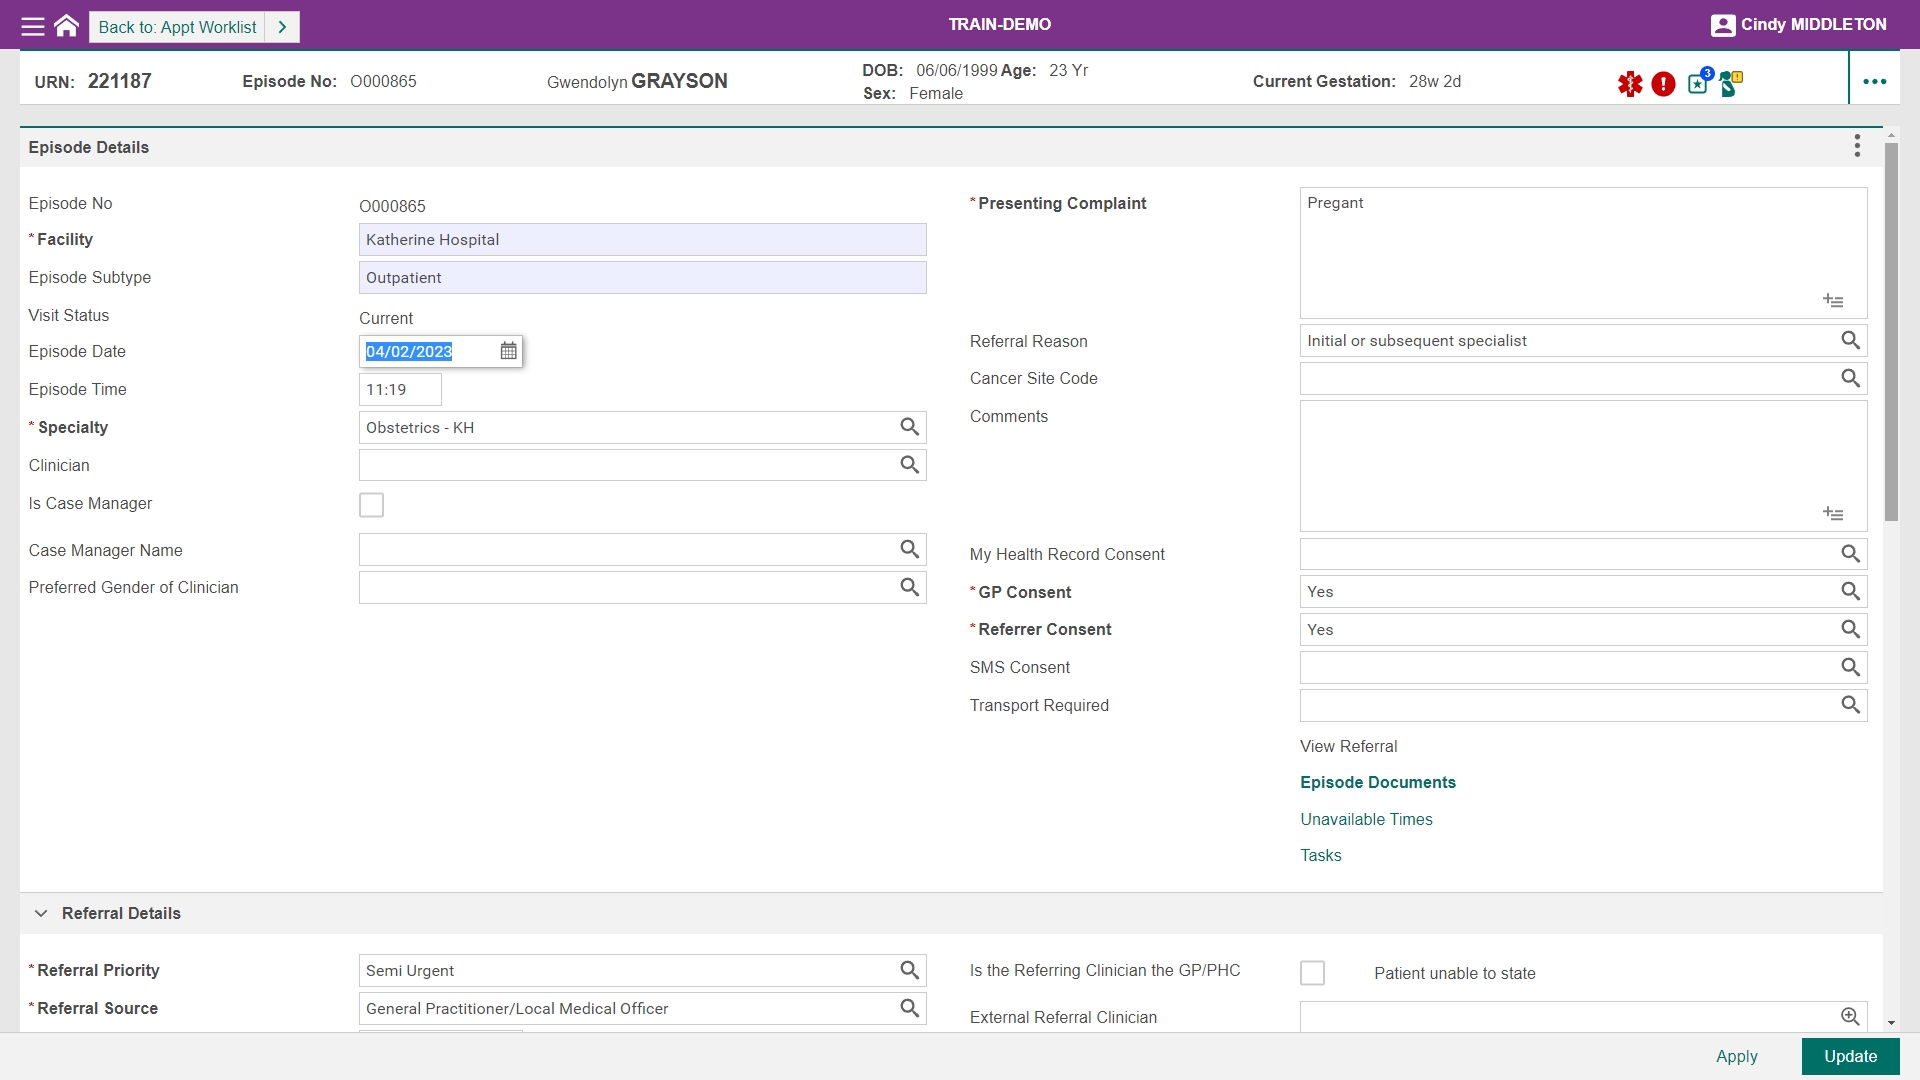 Back to: Appt Worklist
TRAIN-DEMO
Cindy MIDDLETON
URN: 221187
Episode No: O000865
Gwendolyn GRAYSON
DOB: 06/06/1999 Age: 23 Yr
Sex: Female
Current Gestation: 28w 2d
3
Episode Details
Episode No O000865
*Facility Katherine Hospital
Episode Subtype Outpatient
Visit Status Current
Episode Date 04/02/2023
Episode Time 11:19
*Specialty Obstetrics - KH
Clinician
Is Case Manager
Case Manager Name
Preferred Gender of Clinician
*Presenting Complaint Pregant
Referral Reason Initial or subsequent specialist
Cancer Site Code
Comments
My Health Record Consent
*GP Consent Yes
*Referrer Consent Yes
SMS Consent
Transport Required
View Referral
Episode Documents
Unavailable Times
Tasks
Referral Details
*Referral Priority Semi Urgent
*Referral Source General Practitioner/Local Medical Officer
Is the Referring Clinician the GP/PHC Patient unable to state
External Referral Clinician
Apply
Update